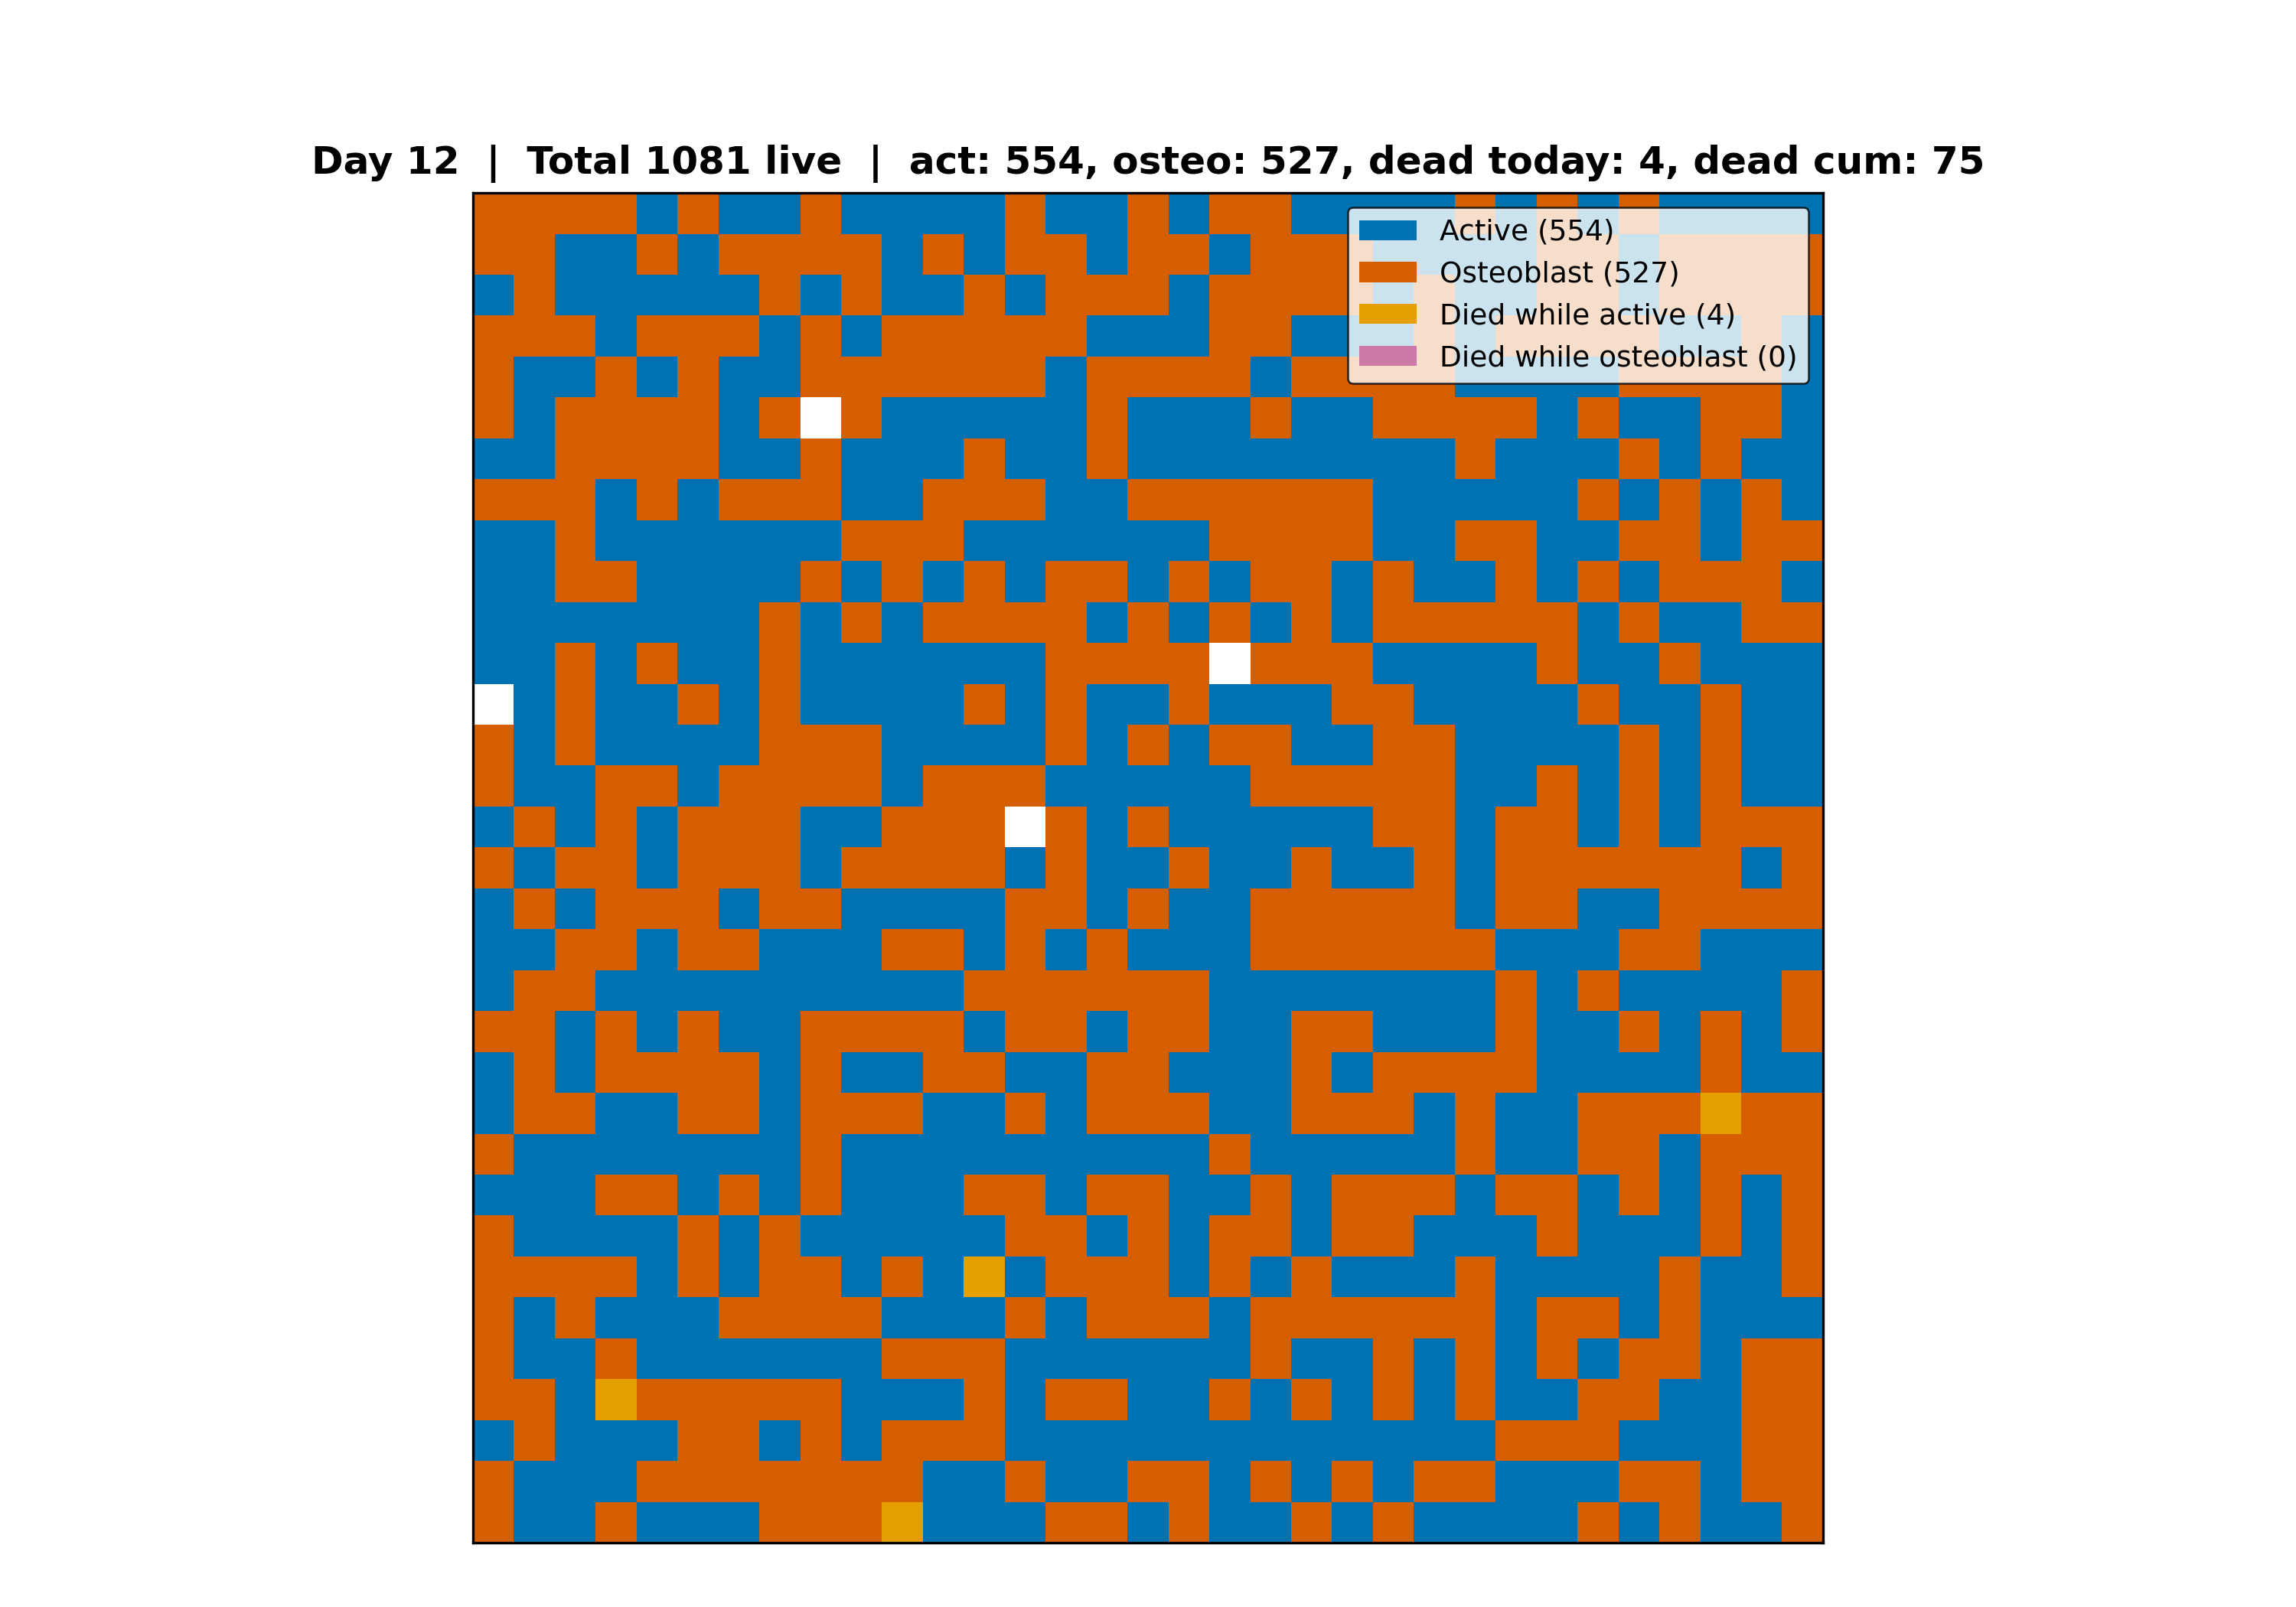 Day 12 | Total 1081 live | act: 554, osteo: 527, dead today: 4, dead cum: 75
Active (554)
Osteoblast (527)
Died while active (4)
Died while osteoblast (0)